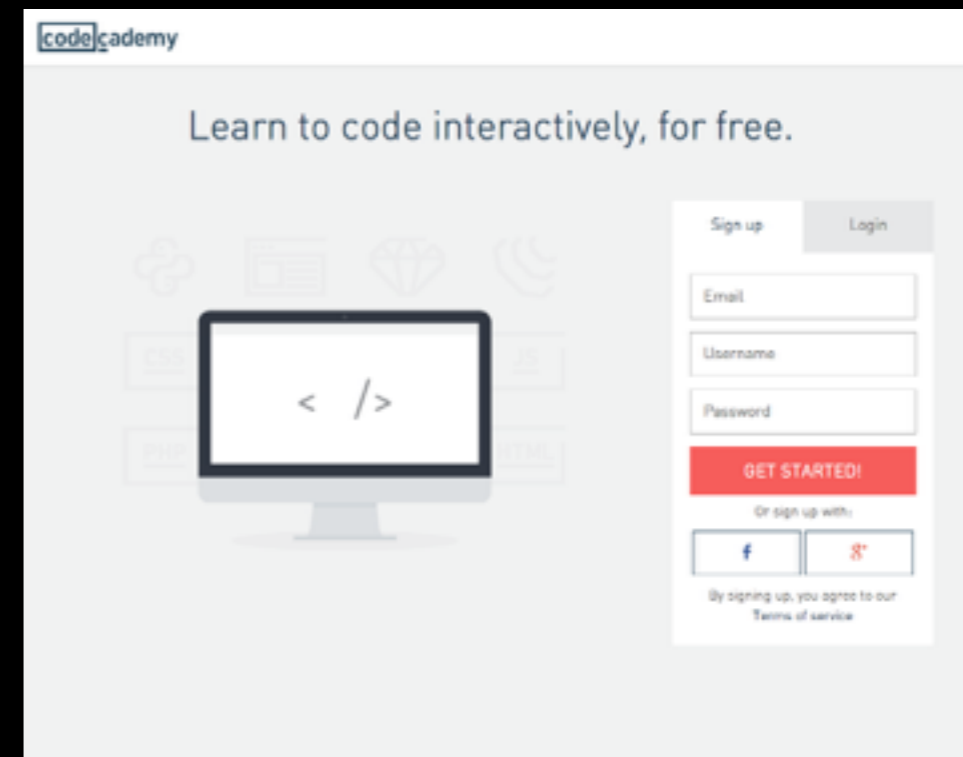 codecademy
Learn to code interactively, for free.
Sign up
Login
CSS
JS
< />
PHP
HTML
Email
Username
Password
GET STARTED!
Or sign up with:
f
g+
By signing up, you agree to our
Terms of service